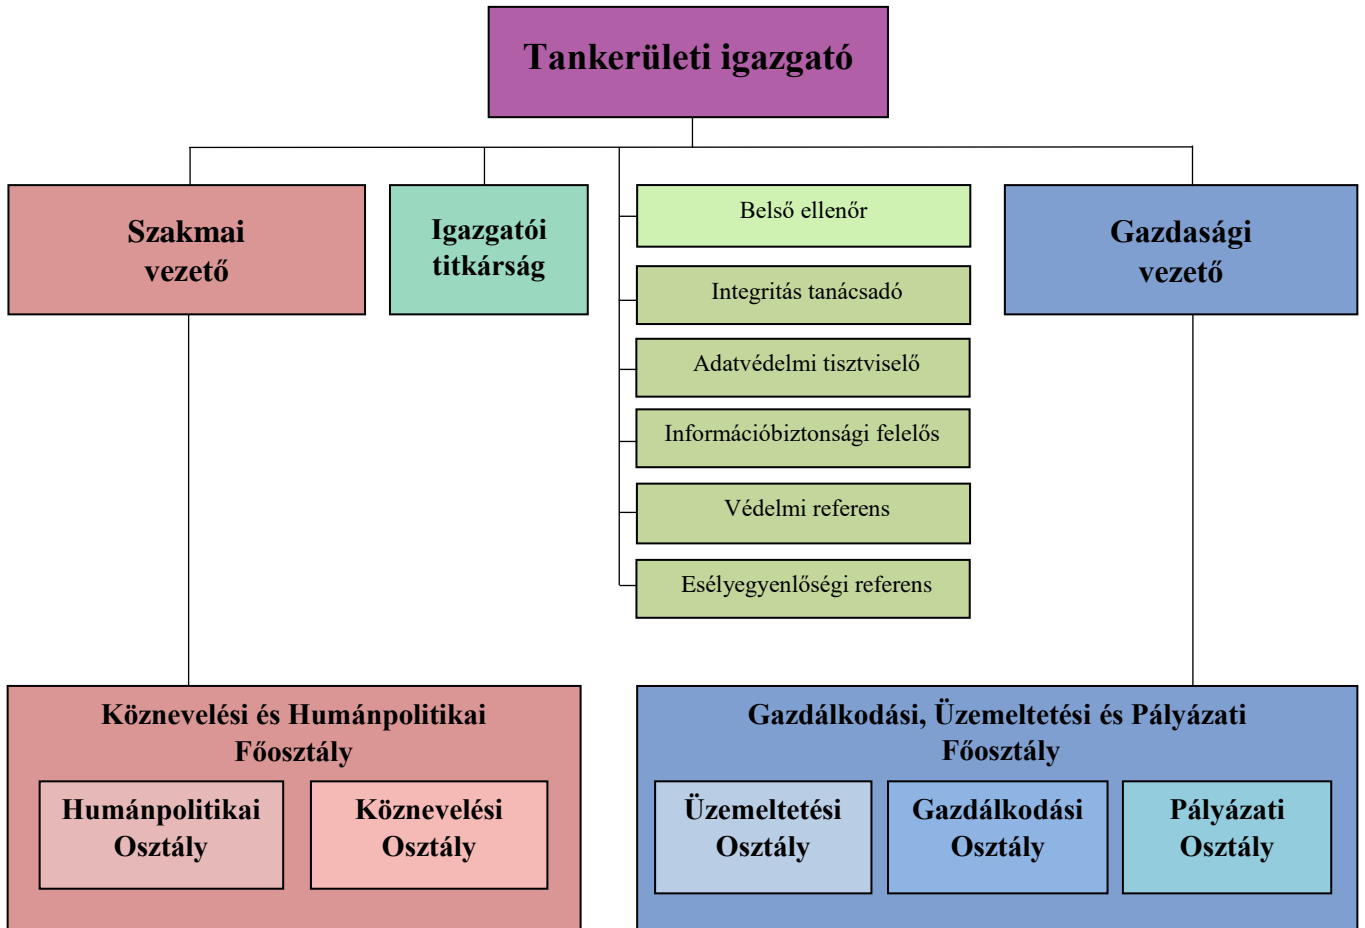 Tankerületi igazgató
Szakmai
vezető
Igazgatói
titkárság
Belső ellenőr
Integritás tanácsadó
Adatvédelmi tisztviselő
Információbiztonsági felelős
Védelmi referens
Esélyegyenlőségi referens
Gazdasági
vezető
Köznevelési és Humánpolitikai
Főosztály
Humánpolitikai
Osztály
Köznevelési
Osztály
Gazdálkodási, Üzemeltetési és Pályázati
Főosztály
Üzemeltetési
Osztály
Gazdálkodási
Osztály
Pályázati
Osztály